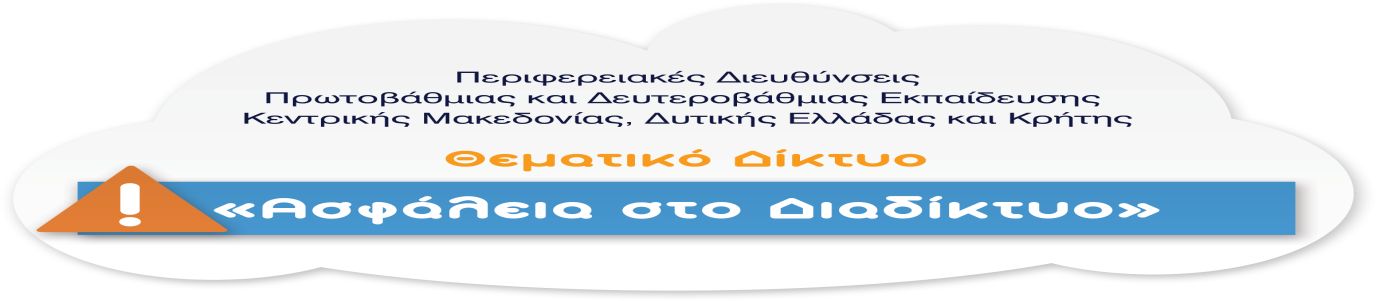 Περιφερειακές Διευθύνσεις
Πρωτοβάθμιας και Δευτεροβάθμιας Εκπαίδευσης
Κεντρικής Μακεδονίας, Δυτικής Ελλάδας και Κρήτης
Θεματικό Δίκτυο
! «Ασφάλεια στο Διαδίκτυο»